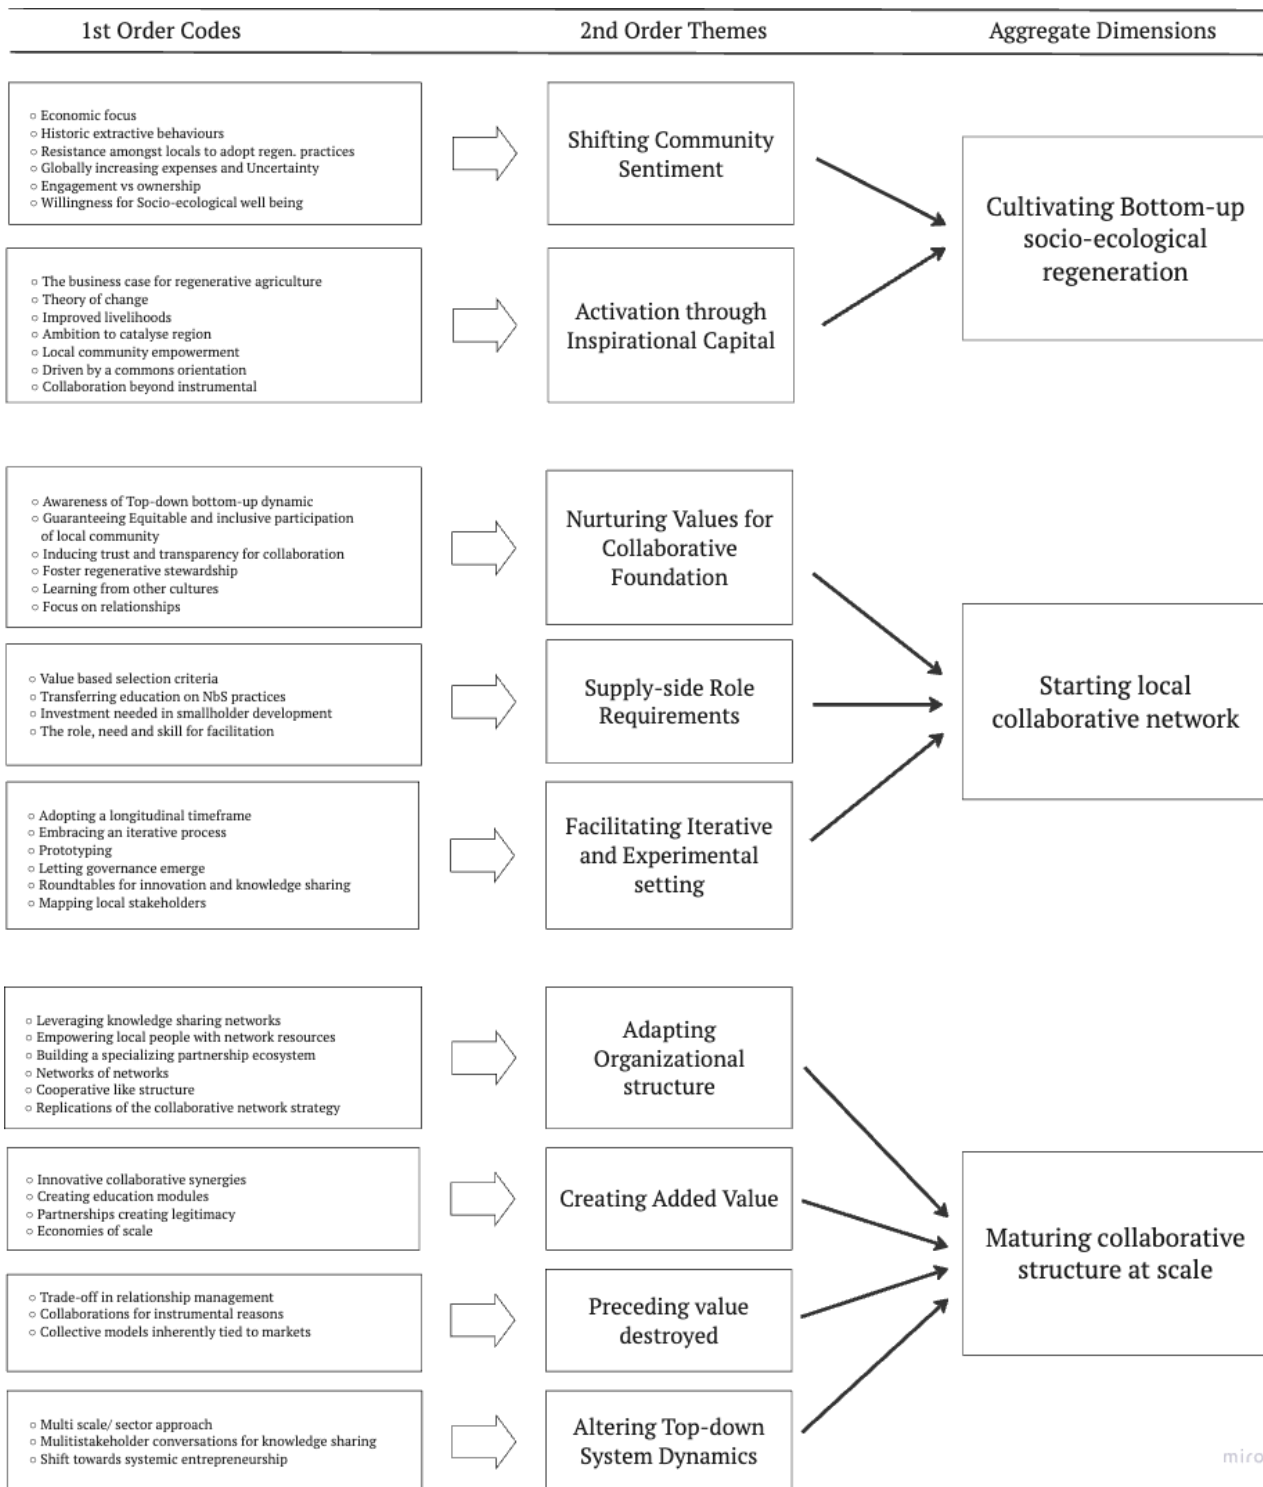 1st Order Codes
2nd Order Themes
Aggregate Dimensions
○ Economic focus
○ Historic extractive behaviours
○ Resistance amongst locals to adopt regen. practices
○ Globally increasing expenses and Uncertainty
○ Engagement vs ownership
○ Willingness for Socio-ecological well being
Shifting Community
Sentiment
○ The business case for regenerative agriculture
○ Theory of change
○ Improved livelihoods
○ Ambition to catalyse region
○ Local community empowerment
○ Driven by a commons orientation
○ Collaboration beyond instrumental
Activation through
Inspirational Capital
Cultivating Bottom-up
socio-ecological
regeneration
○ Awareness of Top-down bottom-up dynamic
○ Guaranteeing Equitable and inclusive participation
of local community
○ Inducing trust and transparency for collaboration
○ Foster regenerative stewardship
○ Learning from other cultures
○ Focus on relationships
Nurturing Values for
Collaborative
Foundation
○ Value based selection criteria
○ Transferring education on NbS practices
○ Investment needed in smallholder development
○ The role, need and skill for facilitation
Supply-side Role
Requirements
○ Adopting a longitudinal timeframe
○ Embracing an iterative process
○ Prototyping
○ Letting governance emerge
○ Roundtables for innovation and knowledge sharing
○ Mapping local stakeholders
Facilitating Iterative
and Experimental
setting
Starting local
collaborative network
○ Leveraging knowledge sharing networks
○ Empowering local people with network resources
○ Building a specializing partnership ecosystem
○ Networks of networks
○ Cooperative like structure
○ Replications of the collaborative network strategy
Adapting
Organizational
structure
○ Innovative collaborative synergies
○ Creating education modules
○ Partnerships creating legitimacy
○ Economies of scale
Creating Added Value
○ Trade-off in relationship management
○ Collaborations for instrumental reasons
○ Collective models inherently tied to markets
Preceding value
destroyed
○ Multi scale/ sector approach
○ Mulitistakeholder conversations for knowledge sharing
○ Shift towards systemic entrepreneurship
Altering Top-down
System Dynamics
Maturing collaborative
structure at scale
miro